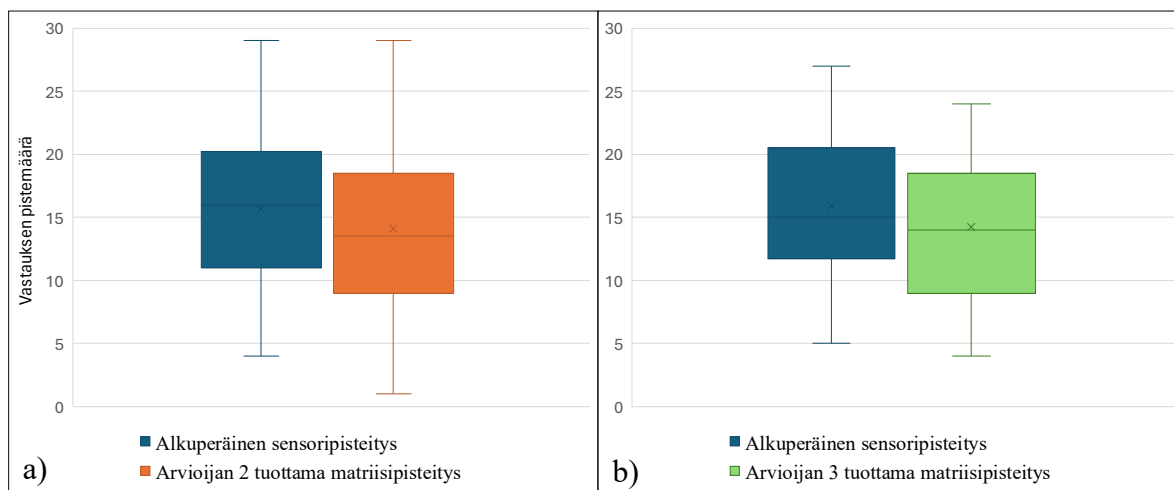 30
25
20
15
10
5
0
Vastauksen pistemäärä
Alkuperäinen sensoripisteitys
Arvioijan 2 tuottama matriisipisteitys
a)
30
25
20
15
10
5
0
Alkuperäinen sensoripisteitys
Arvioijan 3 tuottama matriisipisteitys
b)